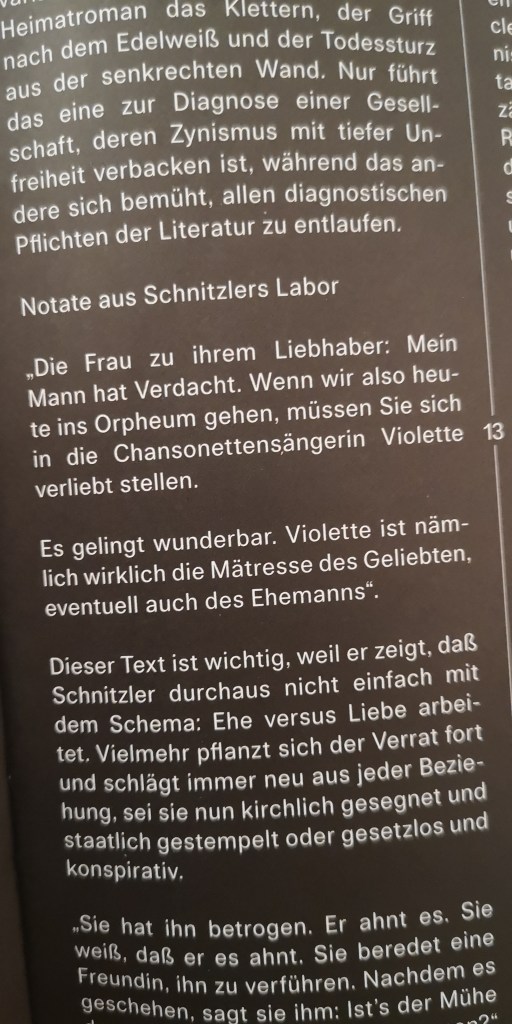 Heimatroman das Klettern, der Griff
nach dem Edelweiß und der Todessturz
aus der senkrechten Wand. Nur führt
das eine zur Diagnose einer Gesell-
schaft, deren Zynismus mit tiefer Un-
freiheit verbacken ist, während das an-
dere sich bemüht, allen diagnostischen
Pflichten der Literatur zu entlaufen.
Notate aus Schnitzlers Labor
„Die Frau zu ihrem Liebhaber: Mein
Mann hat Verdacht. Wenn wir also heu-
te ins Orpheum gehen, müssen Sie sich
in die Chansonettensängerin Violette
verliebt stellen.
Es gelingt wunderbar. Violette ist näm-
lich wirklich die Mätresse des Geliebten,
eventuell auch des Ehemanns“.
Dieser Text ist wichtig, weil er zeigt, daß
Schnitzler durchaus nicht einfach mit
dem Schema: Ehe versus Liebe arbei-
tet. Vielmehr pflanzt sich der Verrat fort
und schlägt immer neu aus jeder Bezie-
hung, sei sie nun kirchlich gesegnet und
staatlich gestempelt oder gesetzlos und
konspirativ.
„Sie hat ihn betrogen. Er ahnt es. Sie
weiß, daß er es ahnt. Sie beredet eine
Freundin, ihn zu verführen. Nachdem es
geschehen, sagt sie ihm: Ist's der Mühe
13